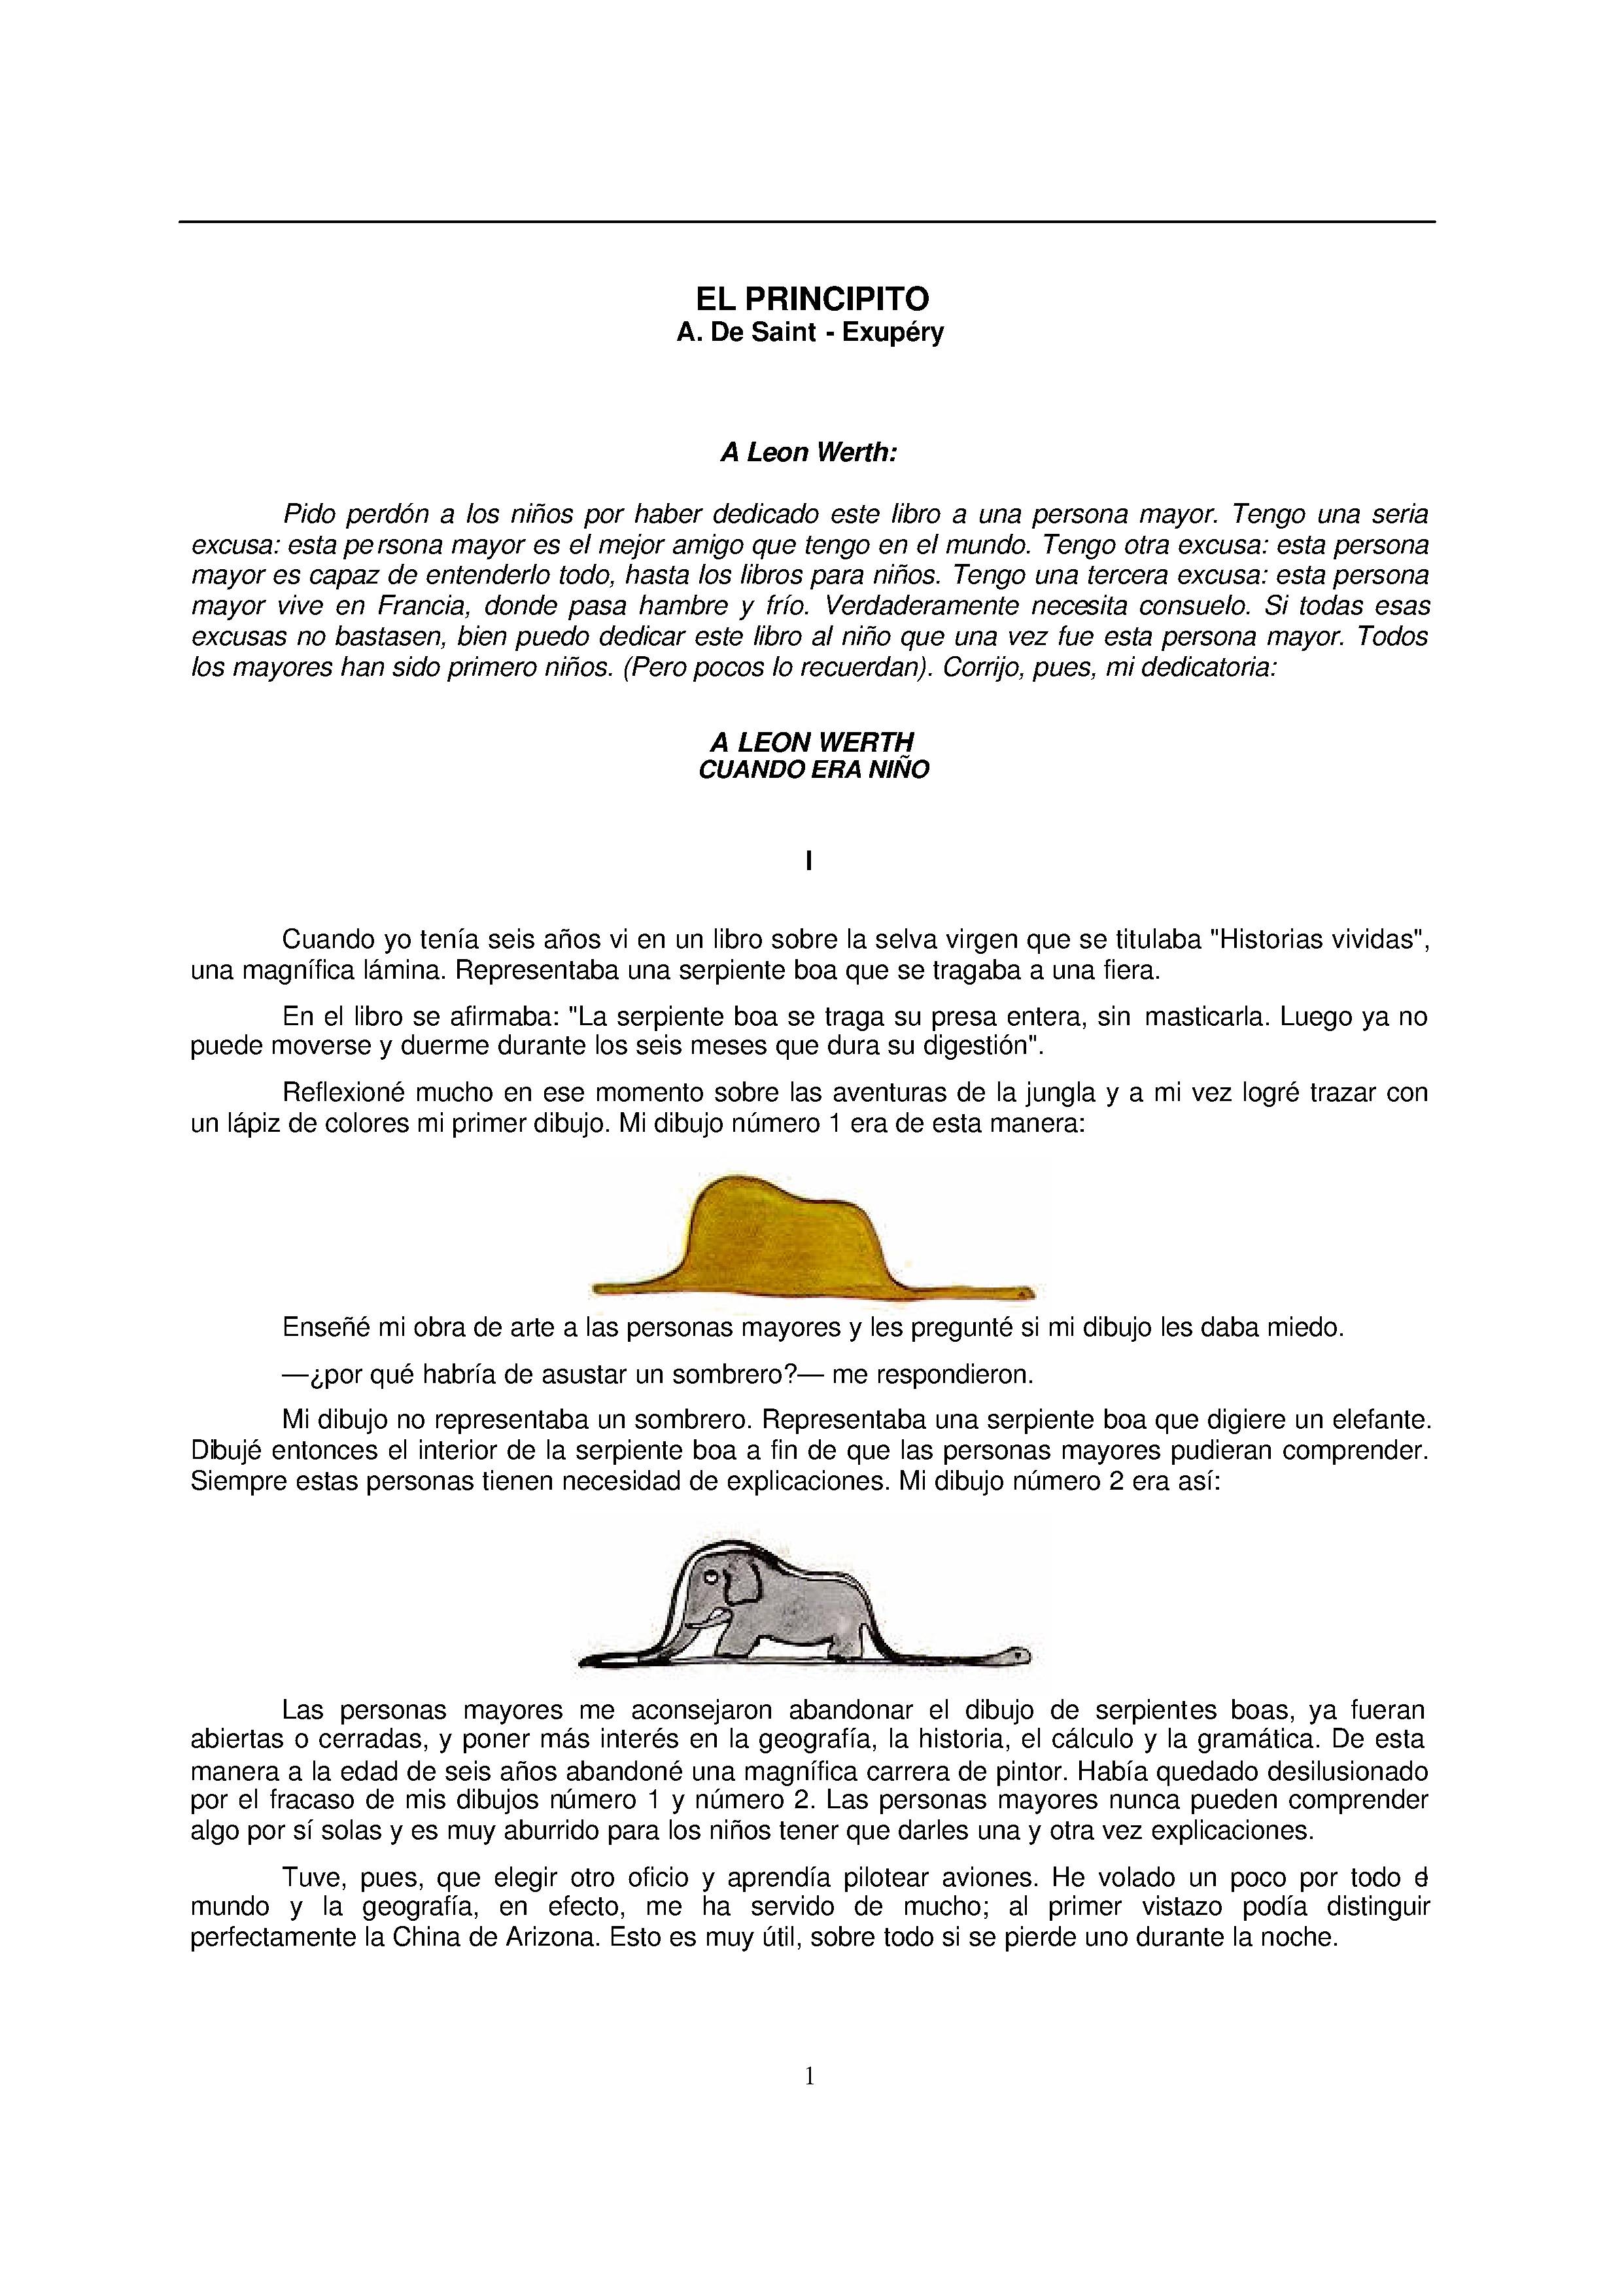 EL PRINCIPITO
A. De Saint - Exupéry
A Leon Werth:
Pido perdón a los niños por haber dedicado este libro a una persona mayor. Tengo una seria
excusa: esta persona mayor es el mejor amigo que tengo en el mundo. Tengo otra excusa: esta persona
mayor es capaz de entenderlo todo, hasta los libros para niños. Tengo una tercera excusa: esta persona
mayor vive en Francia, donde pasa hambre y frío. Verdaderamente necesita consuelo. Si todas esas
excusas no bastasen, bien puedo dedicar este libro al niño que una vez fue esta persona mayor. Todos
los mayores han sido primero niños. (Pero pocos lo recuerdan). Corrijo, pues, mi dedicatoria:
A LEON WERTH
CUANDO ERA NIÑO
I
Cuando yo tenía seis años vi en un libro sobre la selva virgen que se titulaba "Historias vividas",
una magnífica lámina. Representaba una serpiente boa que se tragaba a una fiera.
En el libro se afirmaba: "La serpiente boa se traga su presa entera, sin masticarla. Luego ya no
puede moverse y duerme durante los seis meses que dura su digestión".
Reflexioné mucho en ese momento sobre las aventuras de la jungla y a mi vez logré trazar con
un lápiz de colores mi primer dibujo. Mi dibujo número 1 era de esta manera:
Enseñé mi obra de arte a las personas mayores y les pregunté si mi dibujo les daba miedo.
—¿por qué habría de asustar un sombrero?— me respondieron.
Mi dibujo no representaba un sombrero. Representaba una serpiente boa que digiere un elefante.
Dibujé entonces el interior de la serpiente boa a fin de que las personas mayores pudieran comprender.
Siempre estas personas tienen necesidad de explicaciones. Mi dibujo número 2 era así:
Las personas mayores me aconsejaron abandonar el dibujo de serpientes boas, ya fueran
abiertas o cerradas, y poner más interés en la geografía, la historia, el cálculo y la gramática. De esta
manera a la edad de seis años abandoné una magnífica carrera de pintor. Había quedado desilusionado
por el fracaso de mis dibujos número 1 y número 2. Las personas mayores nunca pueden comprender
algo por sí solas y es muy aburrido para los niños tener que darles una y otra vez explicaciones.
Tuve, pues, que elegir otro oficio y aprendía pilotear aviones. He volado un poco por todo el
mundo y la geografía, en efecto, me ha servido de mucho; al primer vistazo podía distinguir
perfectamente la China de Arizona. Esto es muy útil, sobre todo si se pierde uno durante la noche.
1